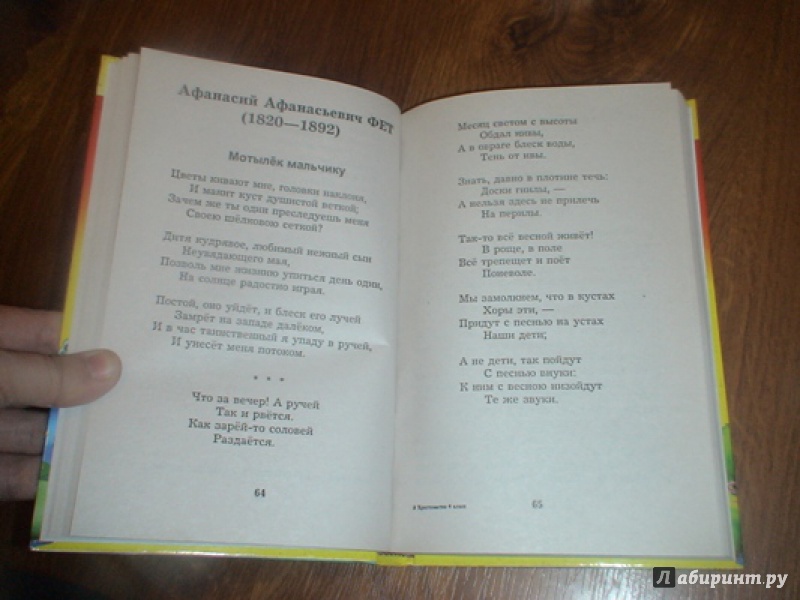 Афанасий Афанасьевич ФЕТ
(1820—1892)
Мотылёк мальчику
Цветы кивают мне, головки наклоня,
И манит куст душистой веткой;
Зачем же ты один преследуешь меня
Своею шёлковою сеткой?
Дитя кудрявое, любимый нежный сын
Неувядающего мая,
Позволь мне жизнию упиться день один,
На солнце радостно играя.
Постой, оно уйдёт, и блеск его лучей
Замрёт на западе далёком,
И в час таинственный я упаду в ручей,
И унесёт меня потоком.
* * *
Что за вечер! А ручей
Так и рвётся.
Как зарёй-то соловей
Раздаётся.
64
Месяц светом с высоты
Обдал нивы,
А в овраге блеск воды,
Тень от ивы.
Знать, давно в плотине течь:
Доски гнилы, —
А нельзя здесь не прилечь
На перилы.
Так-то всё весной живёт!
В роще, в поле
Всё трепещет и поёт
Поневоле.
Мы замолкнем, что в кустах
Хоры эти, —
Придут с песнью на устах
Наши дети;
А не дети, так пойдут
С песнью внуки:
К ним с весною низойдут
Те же звуки.
Хрестоматия 4 класс
65
Лабиринт.ру